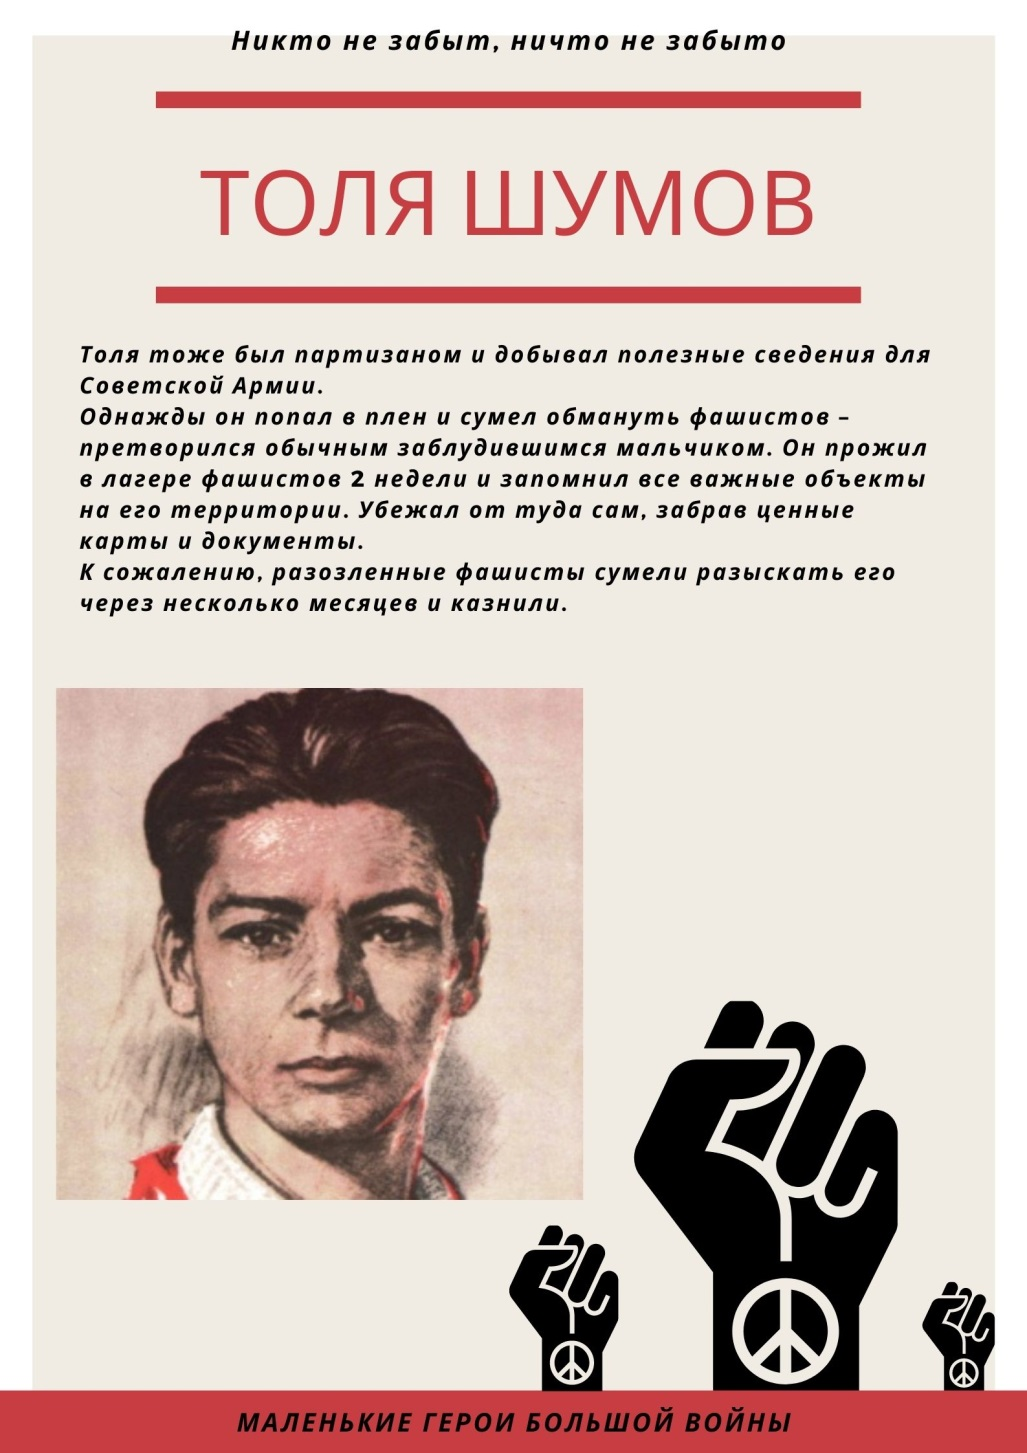 Никто не забыт, ничто не забыто
ТОЛЯ ШУМОВ
Толя тоже был партизаном и добывал полезные сведения для
Советской Армии.
Однажды он попал в плен и сумел обмануть фашистов –
претворился обычным заблудившимся мальчиком. Он прожил
в лагере фашистов 2 недели и запомнил все важные объекты
на его территории. Убежал от туда сам, забрав ценные
карты и документы.
К сожалению, разозленные фашисты сумели разыскать его
через несколько месяцев и казнили.
МАЛЕНЬКИЕ ГЕРОИ БОЛЬШОЙ ВОЙНЫ